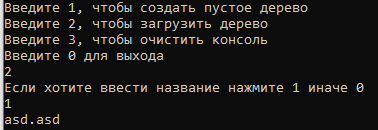 Введите 1, чтобы создать пустое дерево
Введите 2, чтобы загрузить дерево
Введите 3, чтобы очистить консоль
Введите 0 для выхода
2
Если хотите ввести название нажмите 1 иначе 0
1
asd.asd